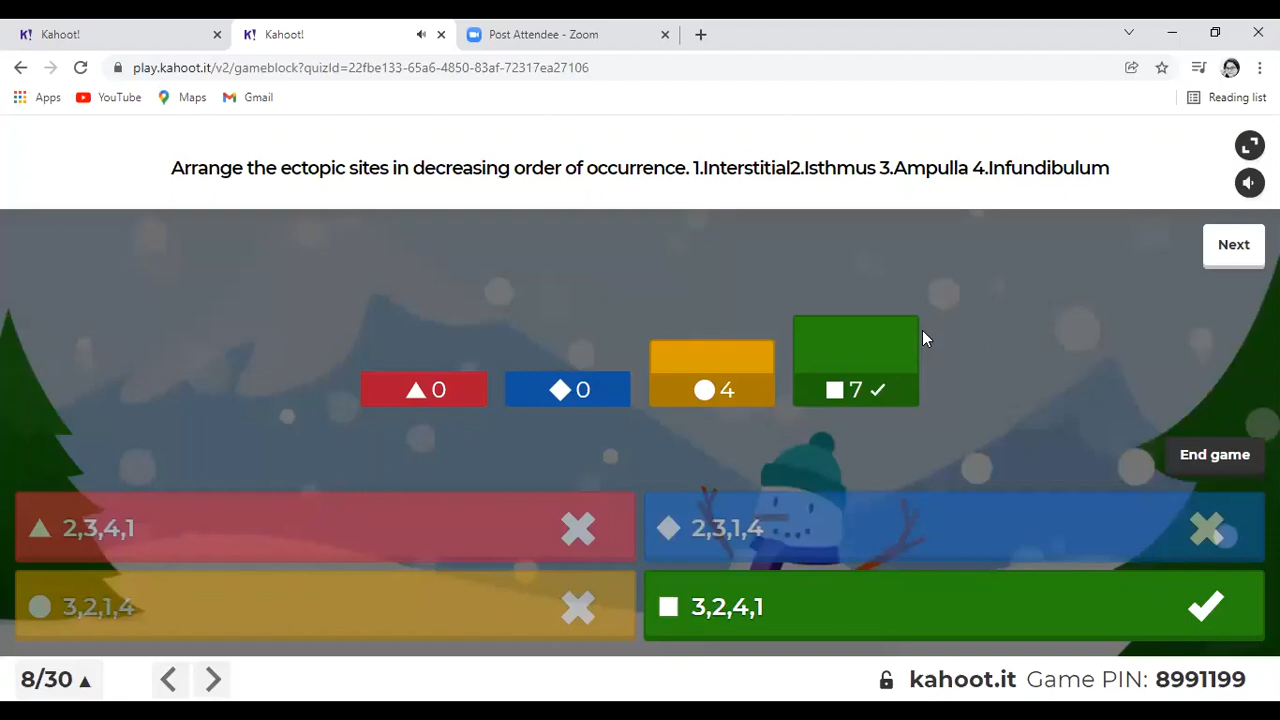 K! Kahoot!
K! Kahoot!
Post Attendee - Zoom
play.kahoot.it/v2/gameblock?quizId=22fbe133-65a6-4850-83af-72317ea27106
Apps YouTube Maps Gmail Reading list
Arrange the ectopic sites in decreasing order of occurrence. 1.Interstitial2.Isthmus 3.Ampulla 4.Infundibulum
Next
0 0 4 7
End game
2,3,4,1
2,3,1,4
3,2,1,4
3,2,4,1
8/30
kahoot.it Game PIN: 8991199